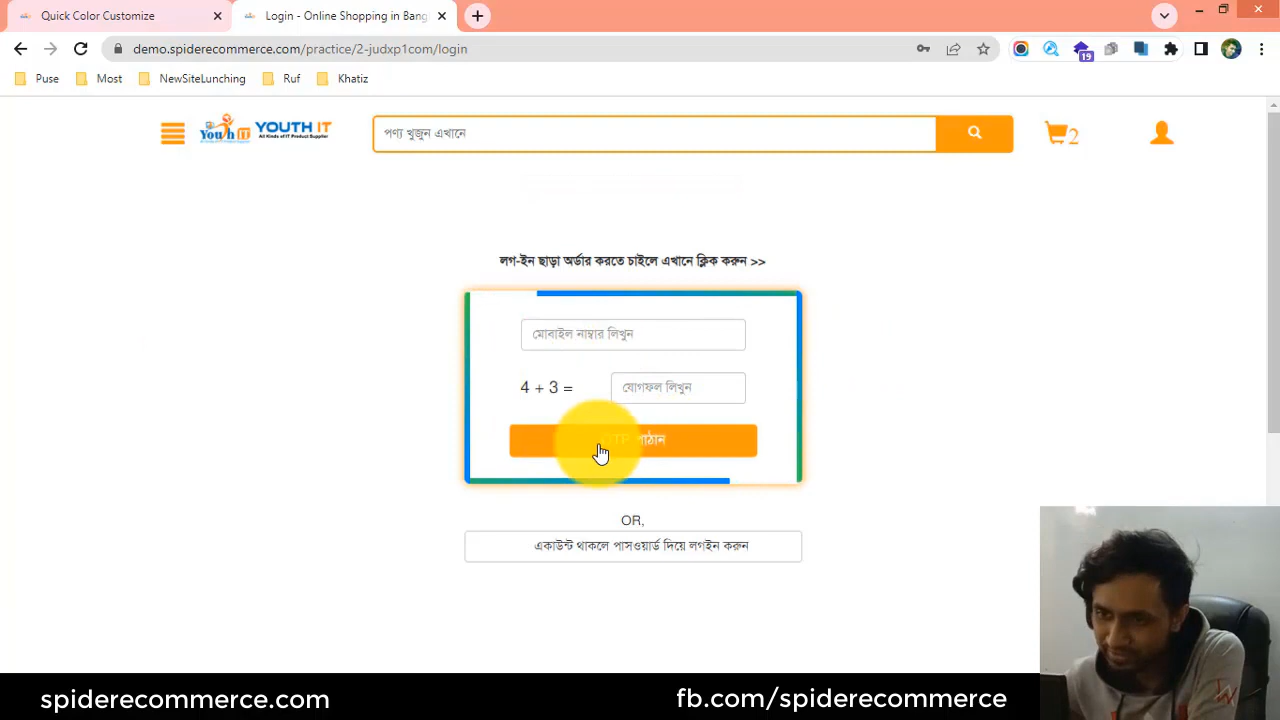 Quick Color Customize
Login - Online Shopping in Bang
demo.spiderecommerce.com/practice/2-judxp1com/login
19
Puse
Most
NewSiteLunching
Ruf
Khatiz
YOUTH IT
পণ্য খুজুন এখানে
2
লগ-ইন ছাড়া অর্ডার করতে চাইলে এখানে ক্লিক করুন >>
মোবাইল নাম্বার লিখুন
4 + 3 =
যোগফল লিখুন
পাঠান
OR,
একাউন্ট থাকলে পাসওয়ার্ড দিয়ে লগইন করুন
spiderecommerce.com
fb.com/spiderecommerce